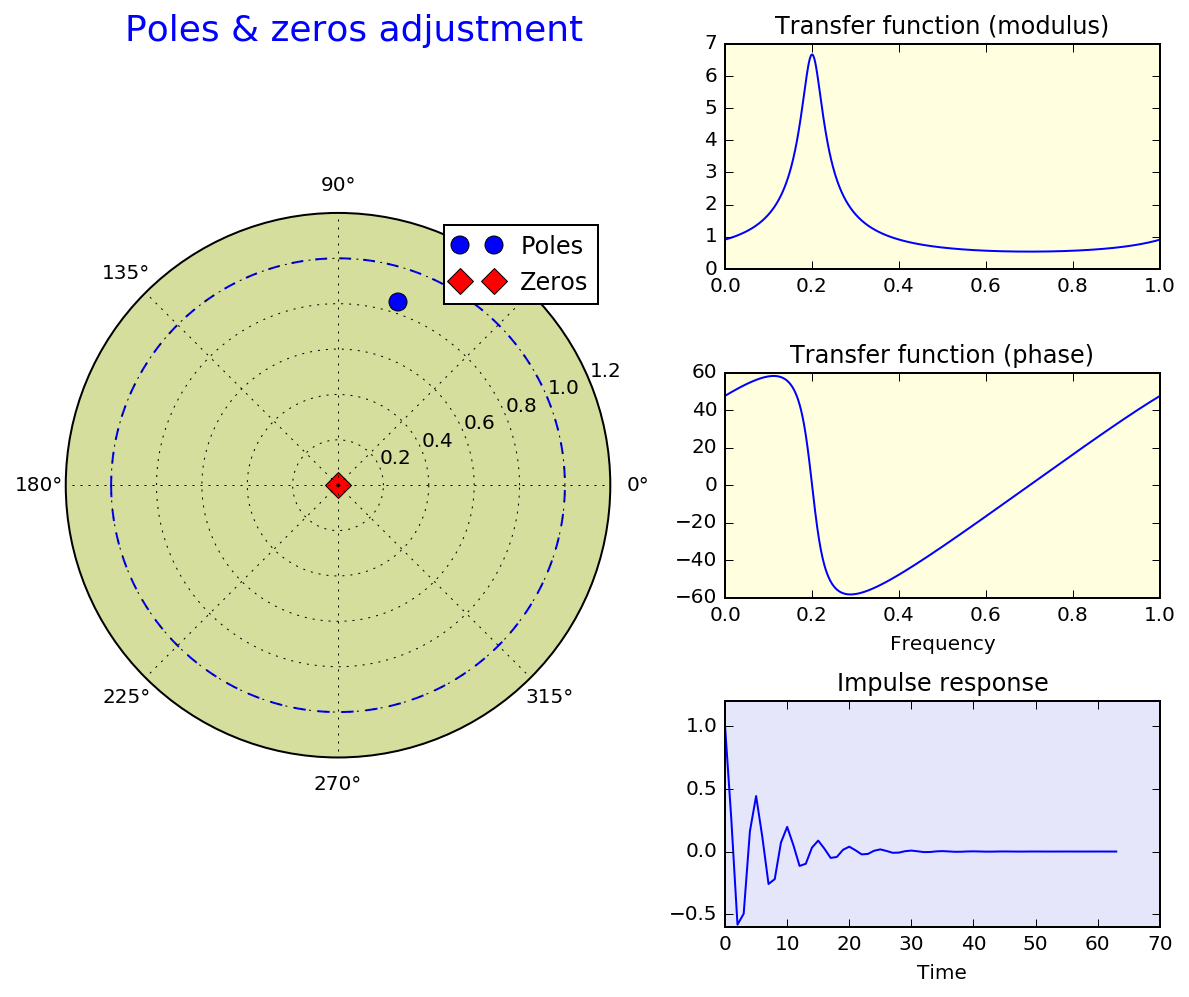 Poles & zeros adjustment
90°
135°
180°
225°
270°
315°
0°
0.2
0.4
0.6
0.8
1.0
1.2
Poles
Zeros
Transfer function (modulus)
7
6
5
4
3
2
1
0
0.0 0.2 0.4 0.6 0.8 1.0
Transfer function (phase)
60
40
20
0
−20
−40
−60
0.0 0.2 0.4 0.6 0.8 1.0
Frequency
Impulse response
1.0
0.5
0.0
−0.5
0 10 20 30 40 50 60 70
Time